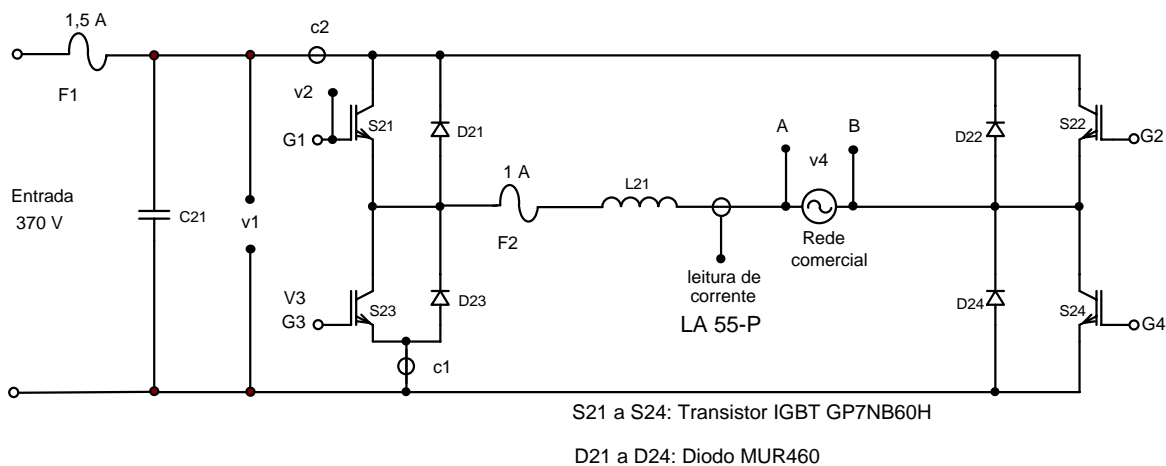 1,5 A
c2
F1
v2
G1
S21
D21
D22
S22
G2
A
B
v4
1 A
L21
Entrada
370 V
C21
v1
F2
Rede
comercial
leitura de
corrente
LA 55-P
V3
G3
S23
D23
D24
S24
G4
c1
S21 a S24: Transistor IGBT GP7NB60H
D21 a D24: Diodo MUR460